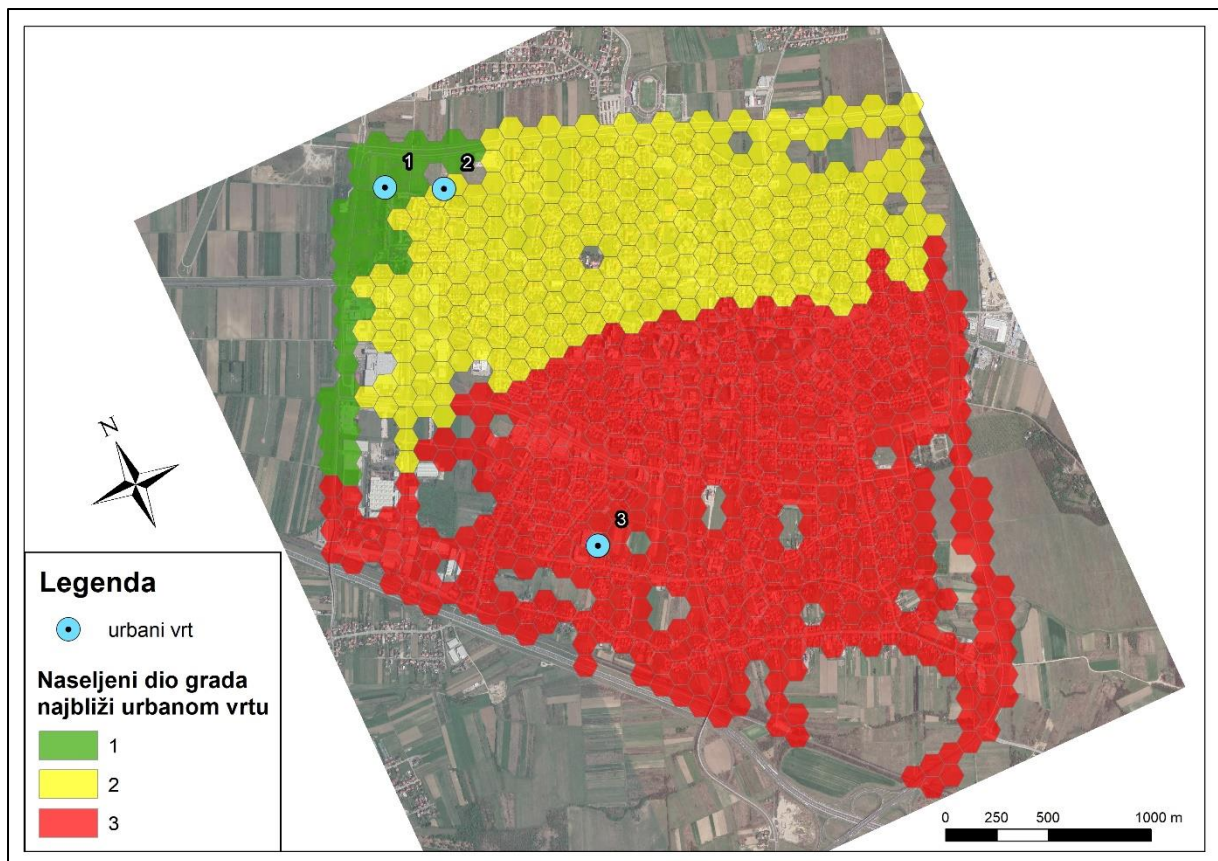 1
2
3
N
Legenda
urbani vrt
Naseljeni dio grada
najbliži urbanom vrtu
1
2
3
0 250 500 1000 m